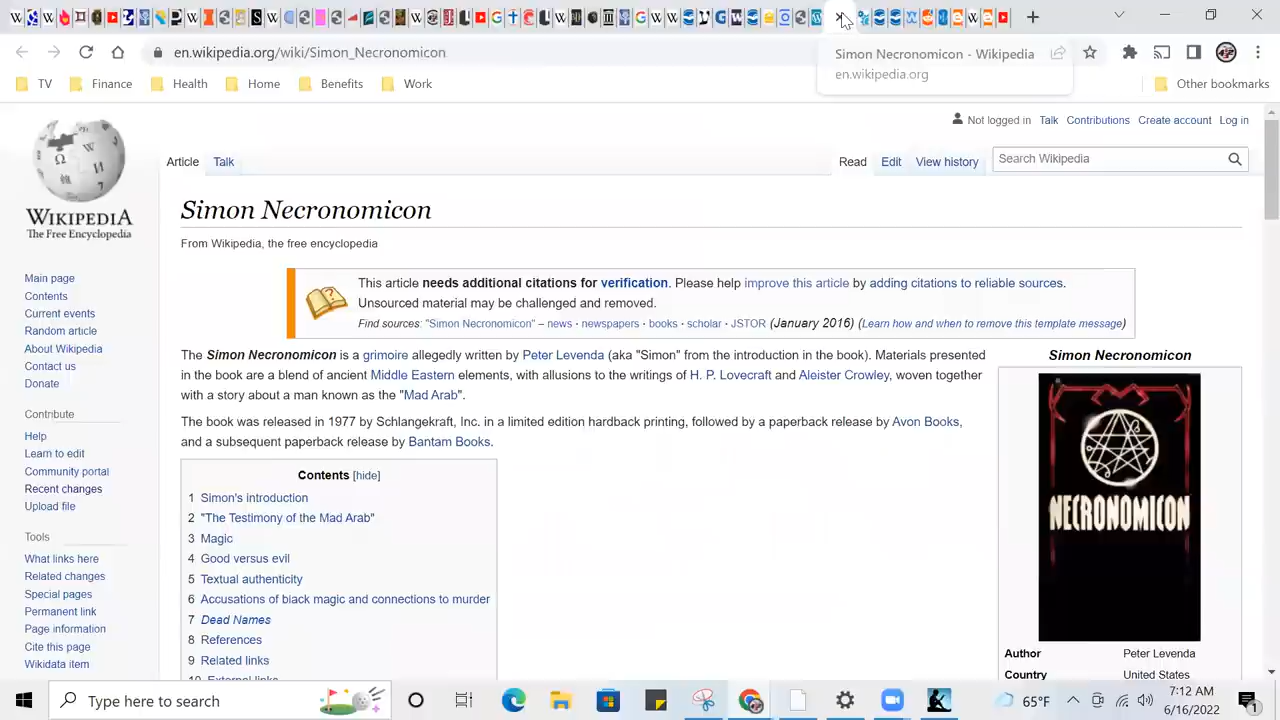 en.wikipedia.org/wiki/Simon_Necronomicon
Simon Necronomicon - Wikipedia
en.wikipedia.org
TV
Finance
Health
Home
Benefits
Work
Other bookmarks
Not logged in
Talk
Contributions
Create account
Log in
Article
Talk
Read
Edit
View history
Search Wikipedia
WIKIPEDIA
The Free Encyclopedia
Main page
Contents
Current events
Random article
About Wikipedia
Contact us
Donate
Contribute
Help
Learn to edit
Community portal
Recent changes
Upload file
Tools
What links here
Related changes
Special pages
Permanent link
Page information
Cite this page
Wikidata item
Simon Necronomicon
From Wikipedia, the free encyclopedia
This article needs additional citations for verification. Please help improve this article by adding citations to reliable sources.
Unsourced material may be challenged and removed.
Find sources: "Simon Necronomicon" – news · newspapers · books · scholar · JSTOR (January 2016) (Learn how and when to remove this template message)
The Simon Necronomicon is a grimoire allegedly written by Peter Levenda (aka "Simon" from the introduction in the book). Materials presented
in the book are a blend of ancient Middle Eastern elements, with allusions to the writings of H. P. Lovecraft and Aleister Crowley, woven together
with a story about a man known as the "Mad Arab".
The book was released in 1977 by Schlangekraft, Inc. in a limited edition hardback printing, followed by a paperback release by Avon Books,
and a subsequent paperback release by Bantam Books.
Contents [hide]
1 Simon's introduction
2 "The Testimony of the Mad Arab"
3 Magic
4 Good versus evil
5 Textual authenticity
6 Accusations of black magic and connections to murder
7 Dead Names
8 References
9 Related links
10 External links
Simon Necronomicon
NECRONOMICON
Author Peter Levenda
Country United States
Type here to search
65°F
7:12 AM
6/16/2022
1